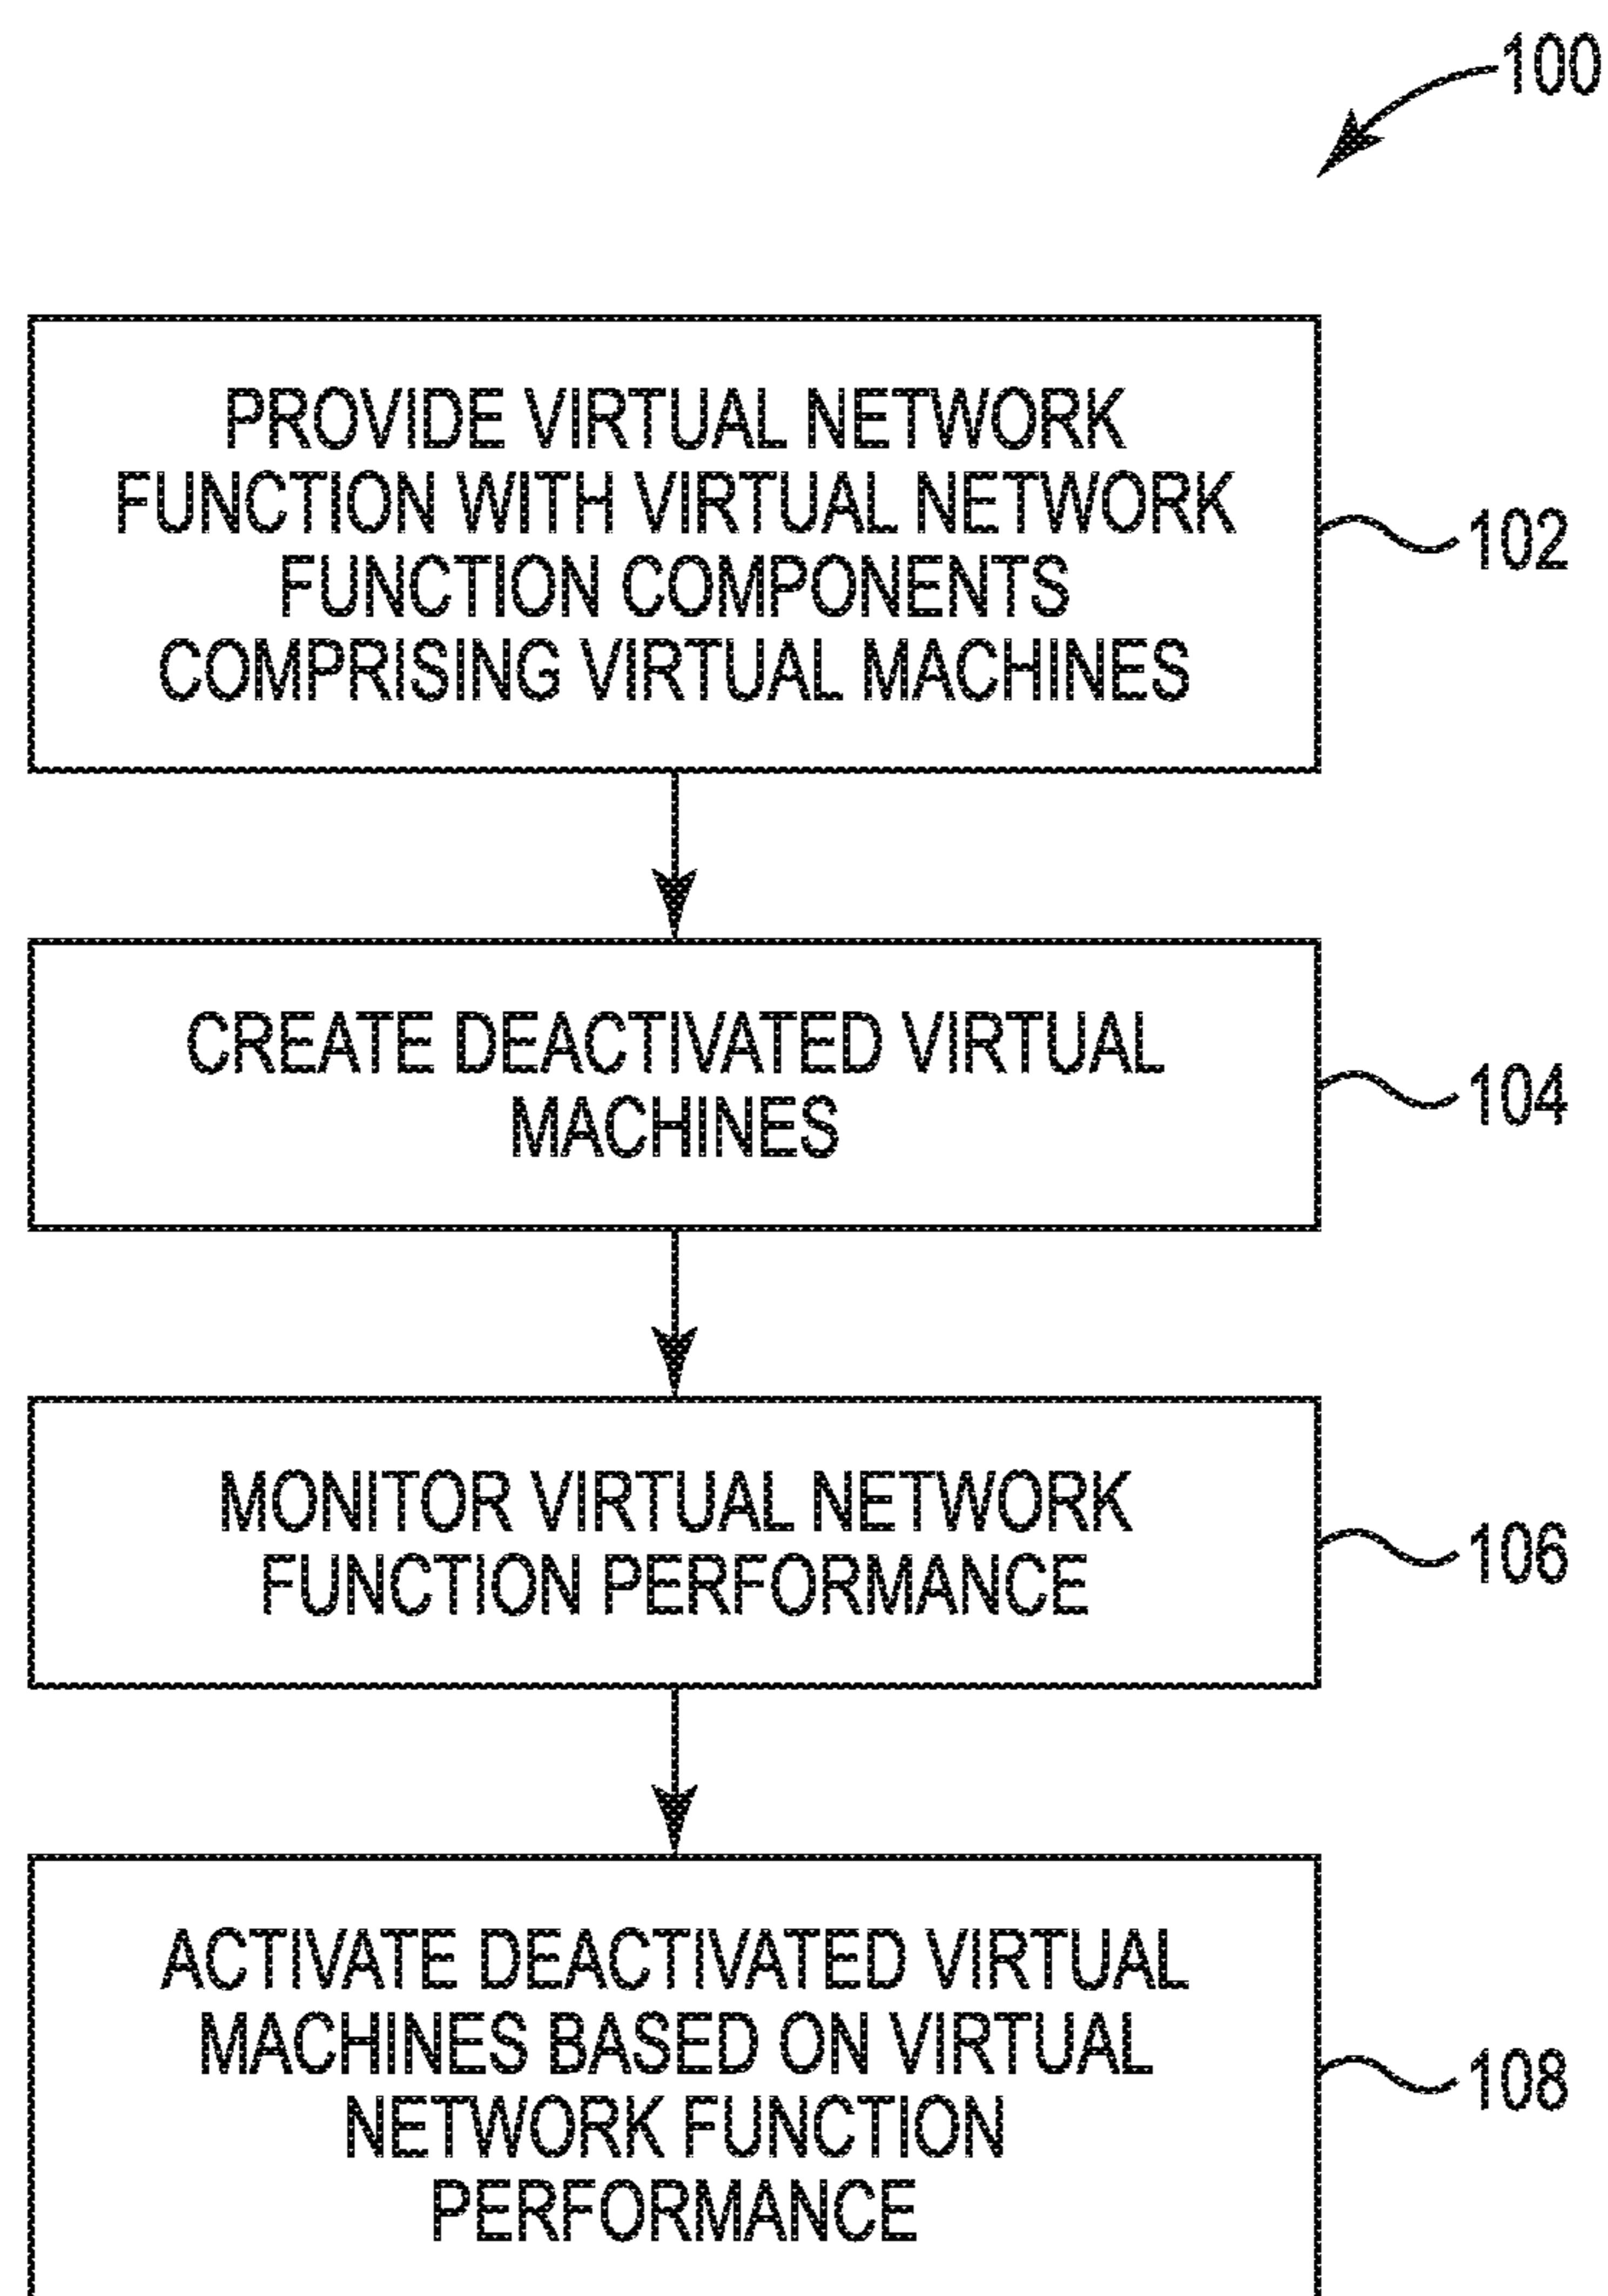 100
PROVIDE VIRTUAL NETWORK
FUNCTION WITH VIRTUAL NETWORK
FUNCTION COMPONENTS
COMPRISING VIRTUAL MACHINES
102
CREATE DEACTIVATED VIRTUAL
MACHINES
104
MONITOR VIRTUAL NETWORK
FUNCTION PERFORMANCE
106
ACTIVATE DEACTIVATED VIRTUAL
MACHINES BASED ON VIRTUAL
NETWORK FUNCTION
PERFORMANCE
108